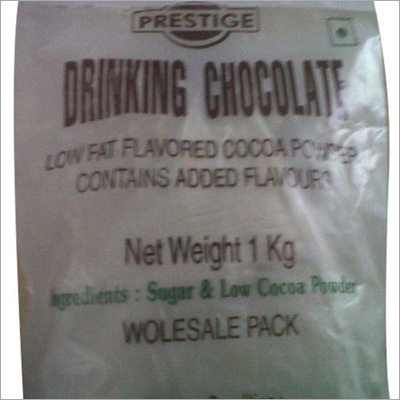 PRESTIGE
DRINKING CHOCOLATE
LOW FAT FLAVORED COCOA POWDER
CONTAINS ADDED FLAVOURS
Net Weight 1 Kg
Ingredients : Sugar & Low Cocoa Powder
WOLESALE PACK